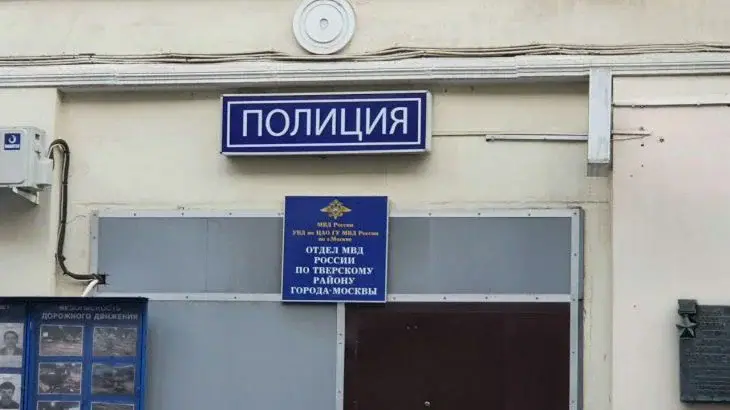 ПОЛИЦИЯ
МВД России
УВД по ЦАО ГУ МВД России
по г.Москве
ОТДЕЛ МВД
РОССИИ
ПО ТВЕРСКОМУ
РАЙОНУ
ГОРОДА-МОСКВЫ
БЕЗОПАСНОСТЬ
ДОРОЖНОГО ДВИЖЕНИЯ